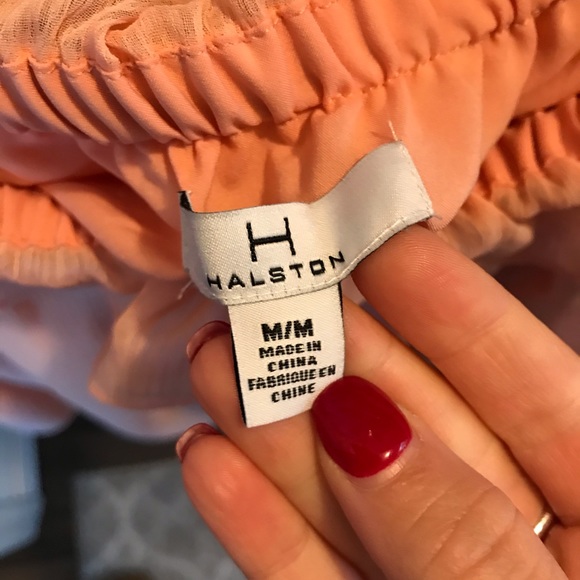 H
HALSTON
M/M
MADE IN
CHINA
FABRIQUE EN
CHINE